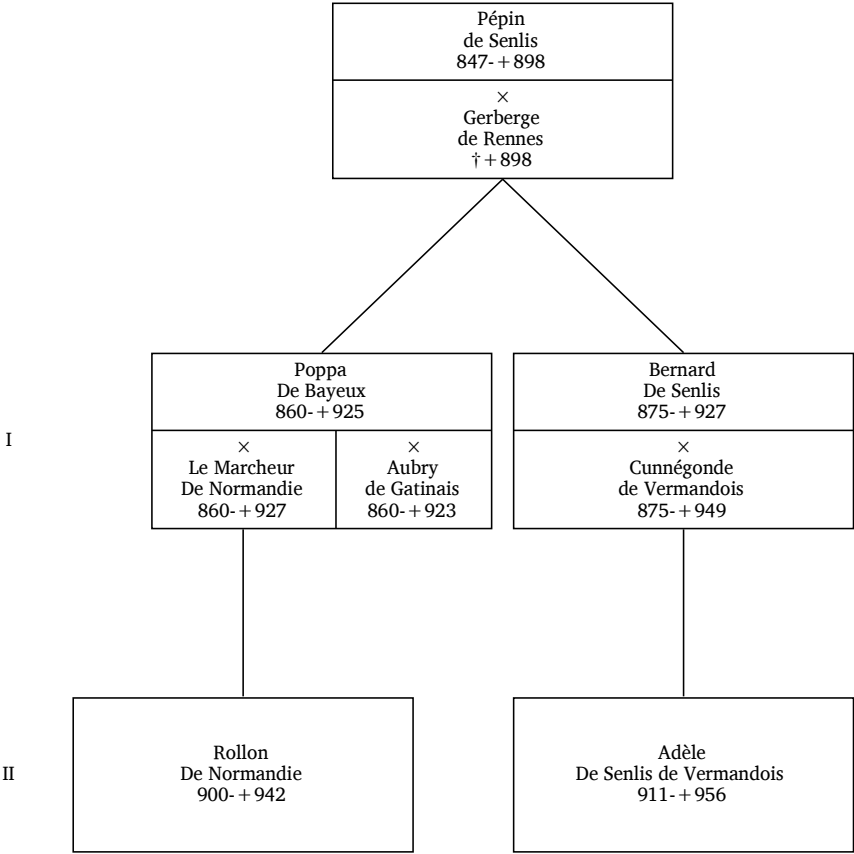 Pépin
de Senlis
847-+898
×
Gerberge
de Rennes
†+898
I
Poppa
De Bayeux
860-+925
×
Le Marcheur
De Normandie
860-+927
×
Aubry
de Gatinais
860-+923
Bernard
De Senlis
875-+927
×
Cunnégonde
de Vermandois
875-+949
II
Rollon
De Normandie
900-+942
Adèle
De Senlis de Vermandois
911-+956